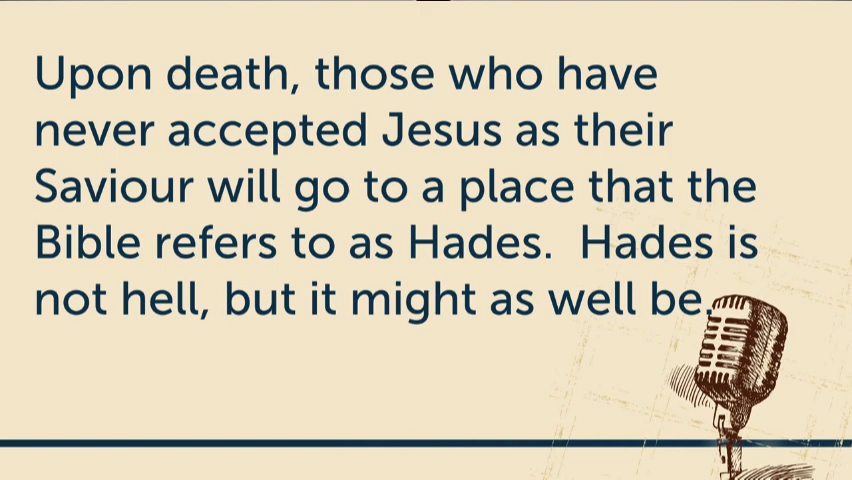 Upon death, those who have
never accepted Jesus as their
Saviour will go to a place that the
Bible refers to as Hades.  Hades is
not hell, but it might as well be.